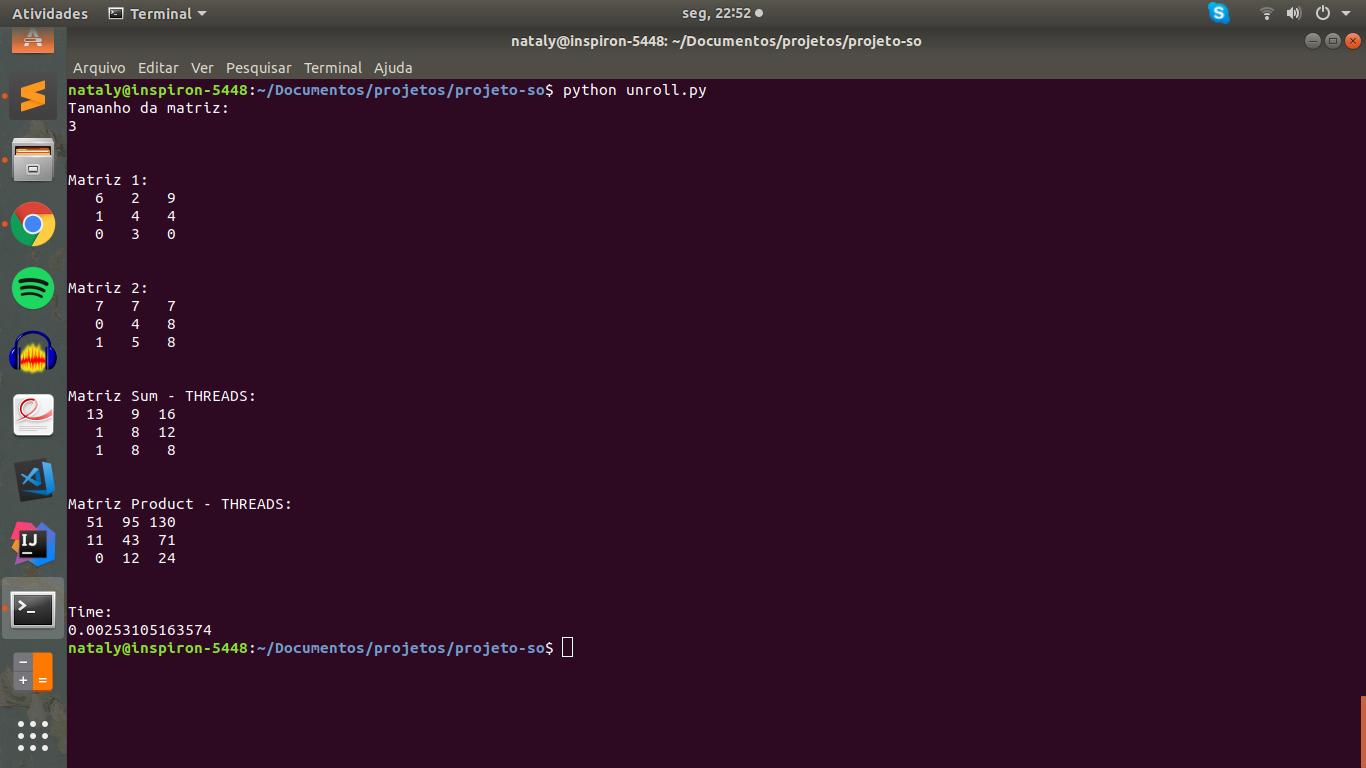 Atividades Terminal seg, 22:52
nataly@inspiron-5448: ~/Documentos/projetos/projeto-so
Arquivo Editar Ver Pesquisar Terminal Ajuda
nataly@inspiron-5448:~/Documentos/projetos/projeto-so$ python unroll.py
Tamanho da matriz:
3
Matriz 1:
6 2 9
1 4 4
0 3 0
Matriz 2:
7 7 7
0 4 8
1 5 8
Matriz Sum - THREADS:
13 9 16
1 8 12
1 8 8
Matriz Product - THREADS:
51 95 130
11 43 71
0 12 24
Time:
0.00253105163574
nataly@inspiron-5448:~/Documentos/projetos/projeto-so$
IJ